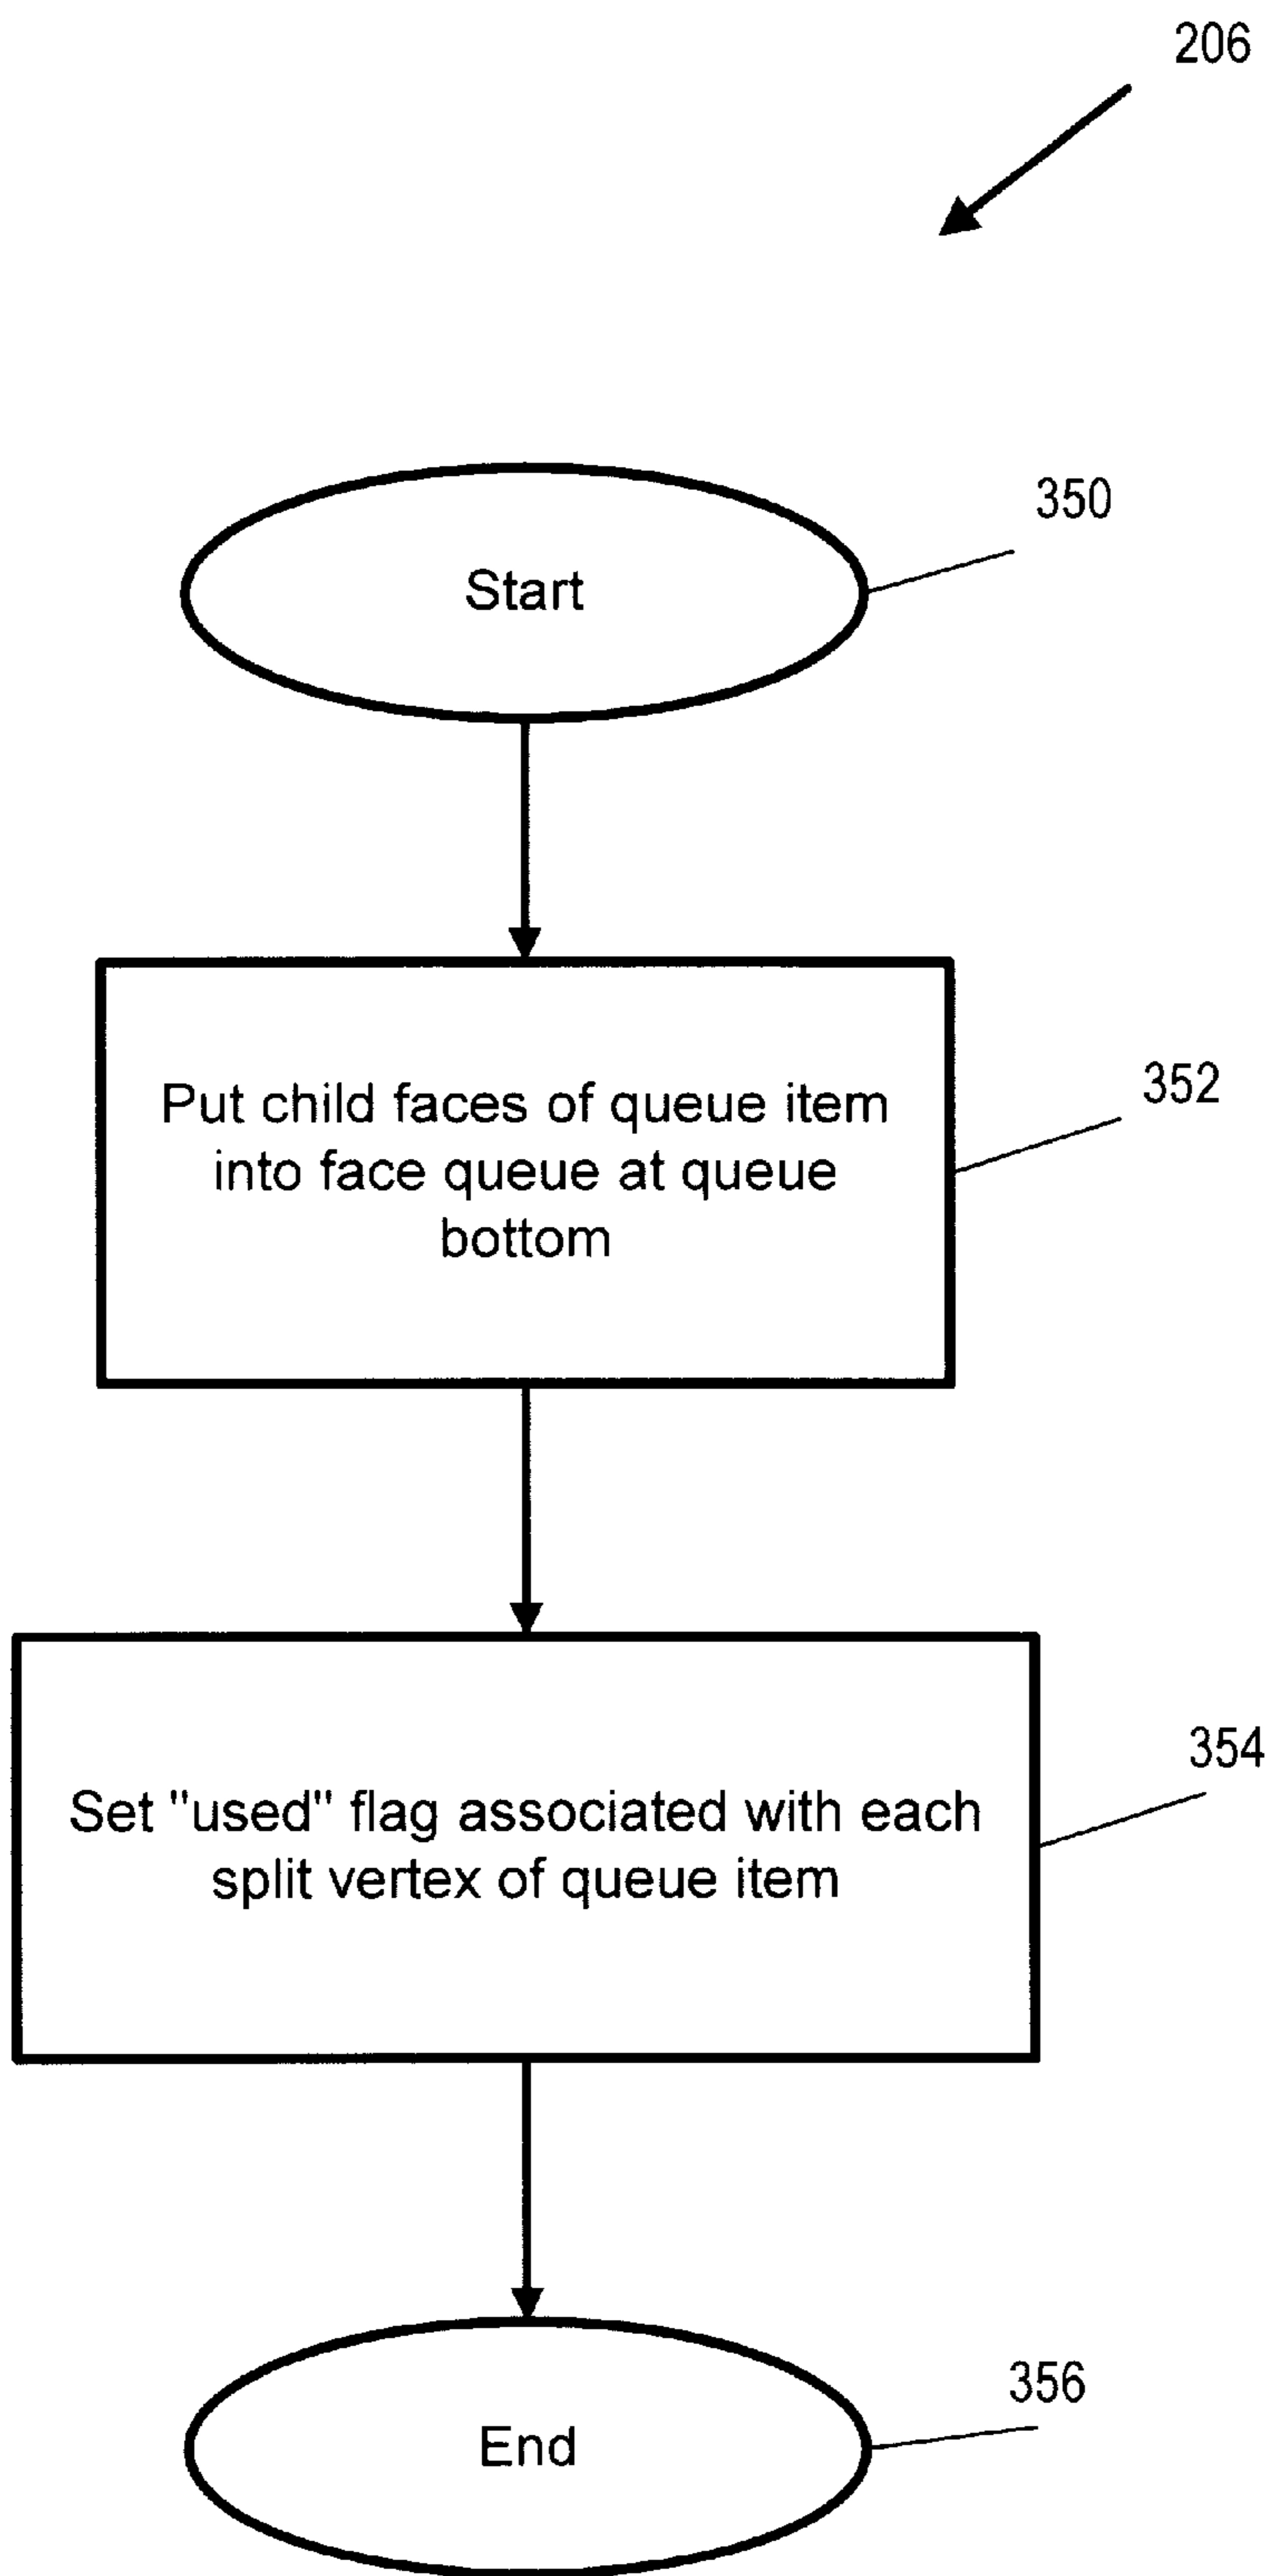 206
Start
350
Put child faces of queue item
into face queue at queue
bottom
352
Set "used" flag associated with each
split vertex of queue item
354
End
356